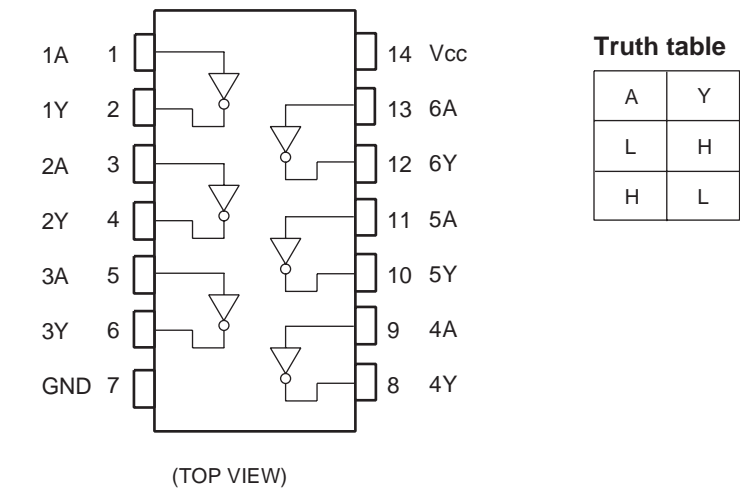 1A 1 14 Vcc
1Y 2 13 6A
2A 3 12 6Y
2Y 4 11 5A
3A 5 10 5Y
3Y 6 9 4A
GND 7 8 4Y
(TOP VIEW)
Truth table
A Y
L H
H L